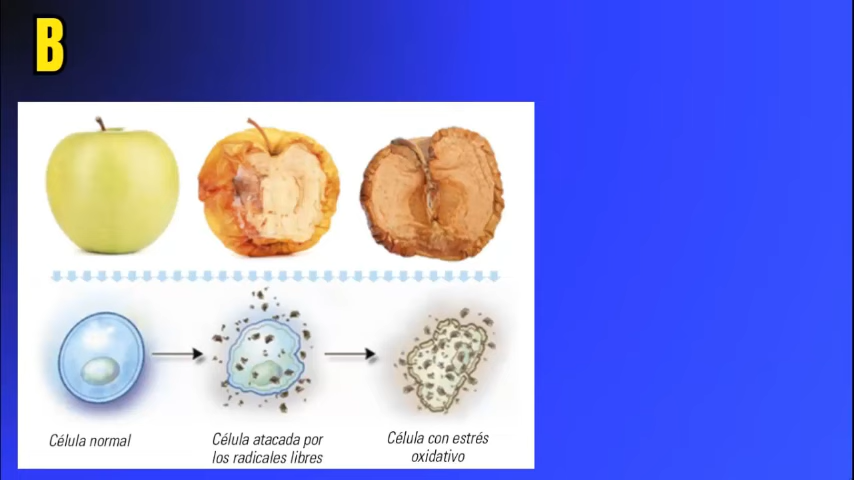 B
Célula normal
Célula atacada por
los radicales libres
Célula con estrés
oxidativo